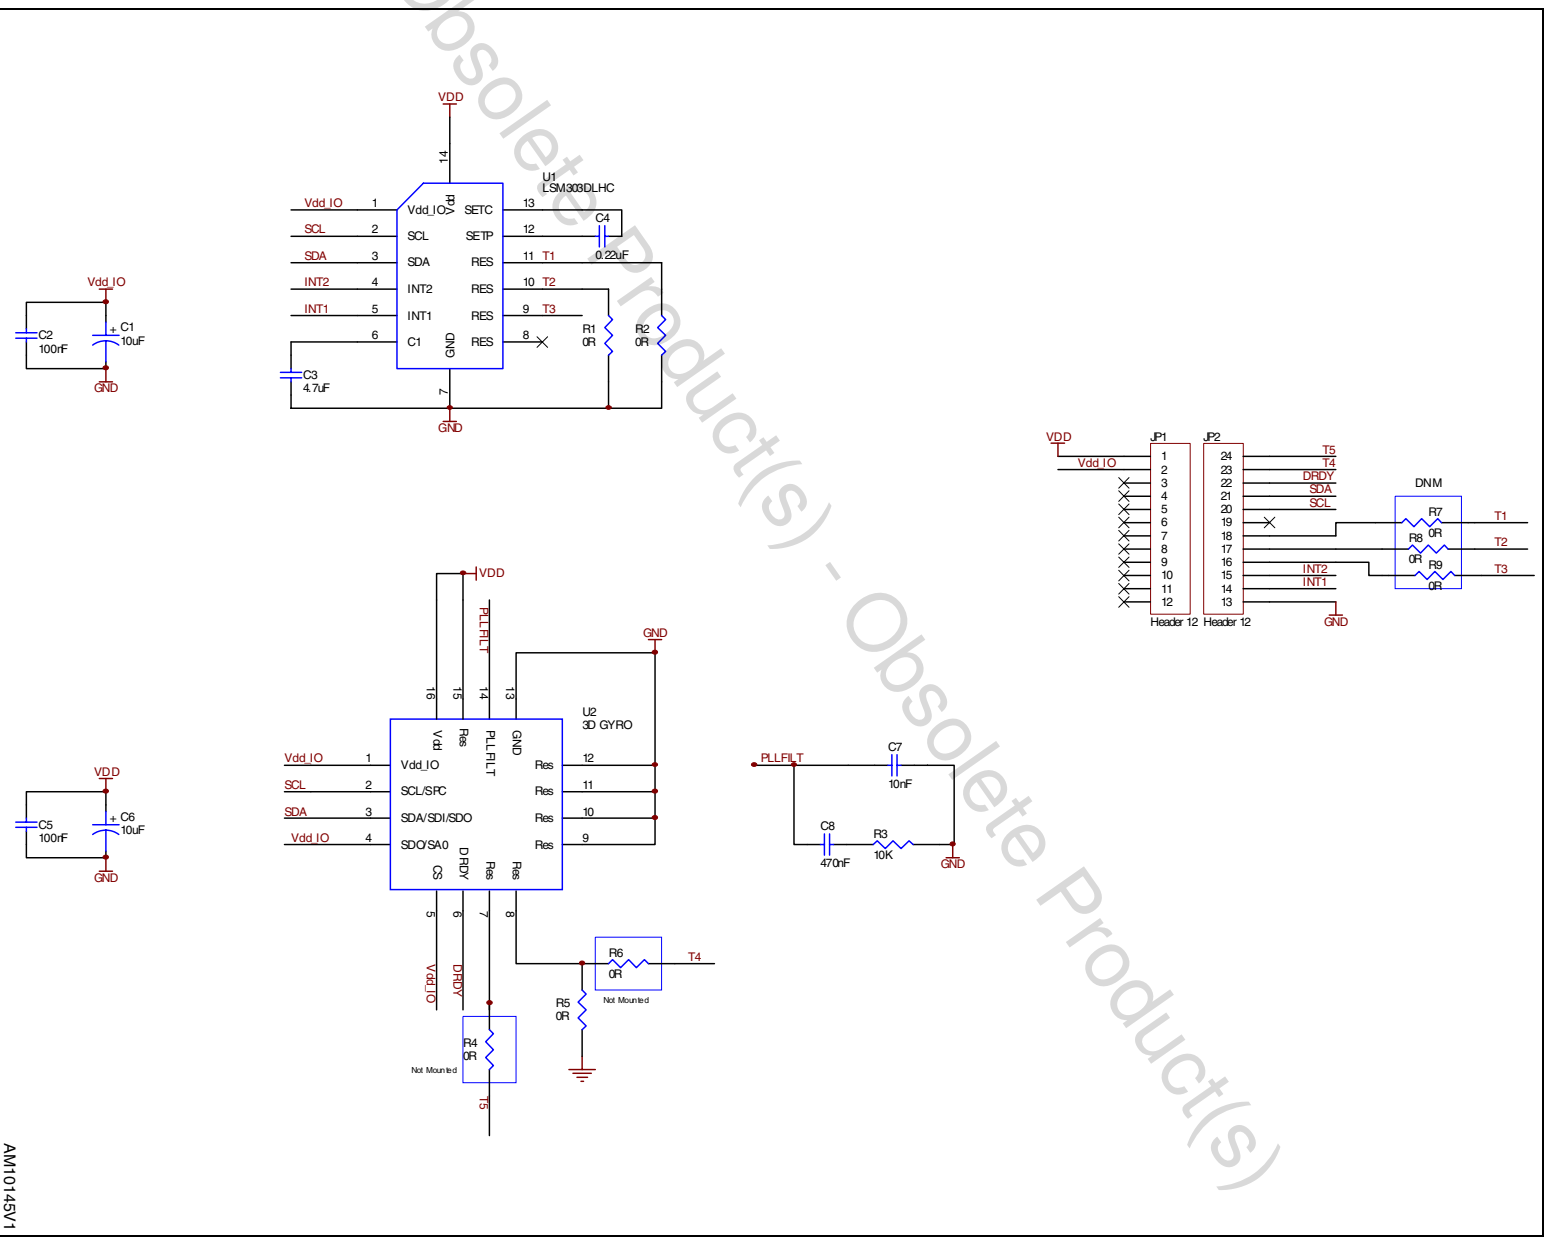 Obsolete Product(s) - Obsolete Product(s)
VDD
14
U1
LSM303DLHC
Vdd_IO 1 Vdd_IO Vdd SETC 13
SCL 2 SCL SETP 12
C4
0.22uF
SDA 3 SDA RES 11 T1
INT2 4 INT2 RES 10 T2
INT1 5 INT1 RES 9 T3
6 C1 GND RES 8
R1
0R
R2
0R
C3
4.7uF
7
GND
Vdd_IO
C2
100nF
+ C1
10uF
GND
VDD
Vdd_IO
JP1
1
2
3
4
5
6
7
8
9
10
11
12
Header 12
JP2
24 T5
23 T4
22 DRDY
21 SDA
20 SCL
19
18
17
16
15 INT2
14 INT1
13
Header 12
GND
DNM
R7
0R
T1
R8
0R
T2
R9
0R
T3
VDD
PLLFILT
GND
16
15
14
13
U2
3D GYRO
Vdd
Res
PLLFILT
GND
Vdd_IO 1 Vdd_IO Res 12
SCL 2 SCL/SPC Res 11
SDA 3 SDA/SDI/SDO Res 10
Vdd_IO 4 SDO/SA0 Res 9
CS
DRDY
Res
Res
5
6
7
8
Vdd_IO
DRDY
R6
0R
T4
Not Mounted
R5
0R
R4
0R
Not Mounted
T5
VDD
C5
100nF
+ C6
10uF
GND
PLLFILT
C7
10nF
C8
470nF
R3
10K
GND
AM10145V1